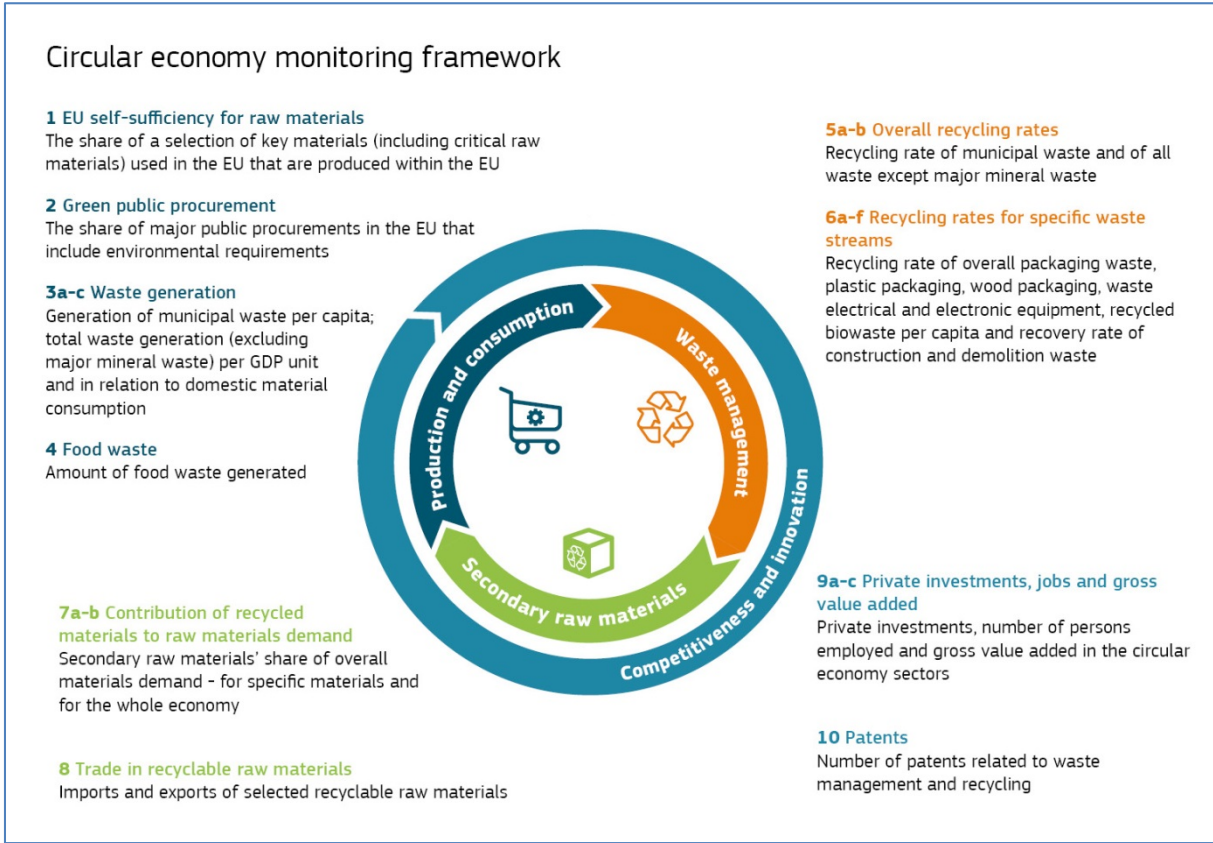 Circular economy monitoring framework
1 EU self-sufficiency for raw materials
The share of a selection of key materials (including critical raw
materials) used in the EU that are produced within the EU
2 Green public procurement
The share of major public procurements in the EU that
include environmental requirements
3a-c Waste generation
Generation of municipal waste per capita;
total waste generation (excluding
major mineral waste) per GDP unit
and in relation to domestic material
consumption
4 Food waste
Amount of food waste generated
5a-b Overall recycling rates
Recycling rate of municipal waste and of all
waste except major mineral waste
6a-f Recycling rates for specific waste
streams
Recycling rate of overall packaging waste,
plastic packaging, wood packaging, waste
electrical and electronic equipment, recycled
biowaste per capita and recovery rate of
construction and demolition waste
Production and consumption
Waste management
Secondary raw materials
Competitiveness and innovation
7a-b Contribution of recycled
materials to raw materials demand
Secondary raw materials' share of overall
materials demand - for specific materials and
for the whole economy
8 Trade in recyclable raw materials
Imports and exports of selected recyclable raw materials
9a-c Private investments, jobs and gross
value added
Private investments, number of persons
employed and gross value added in the circular
economy sectors
10 Patents
Number of patents related to waste
management and recycling